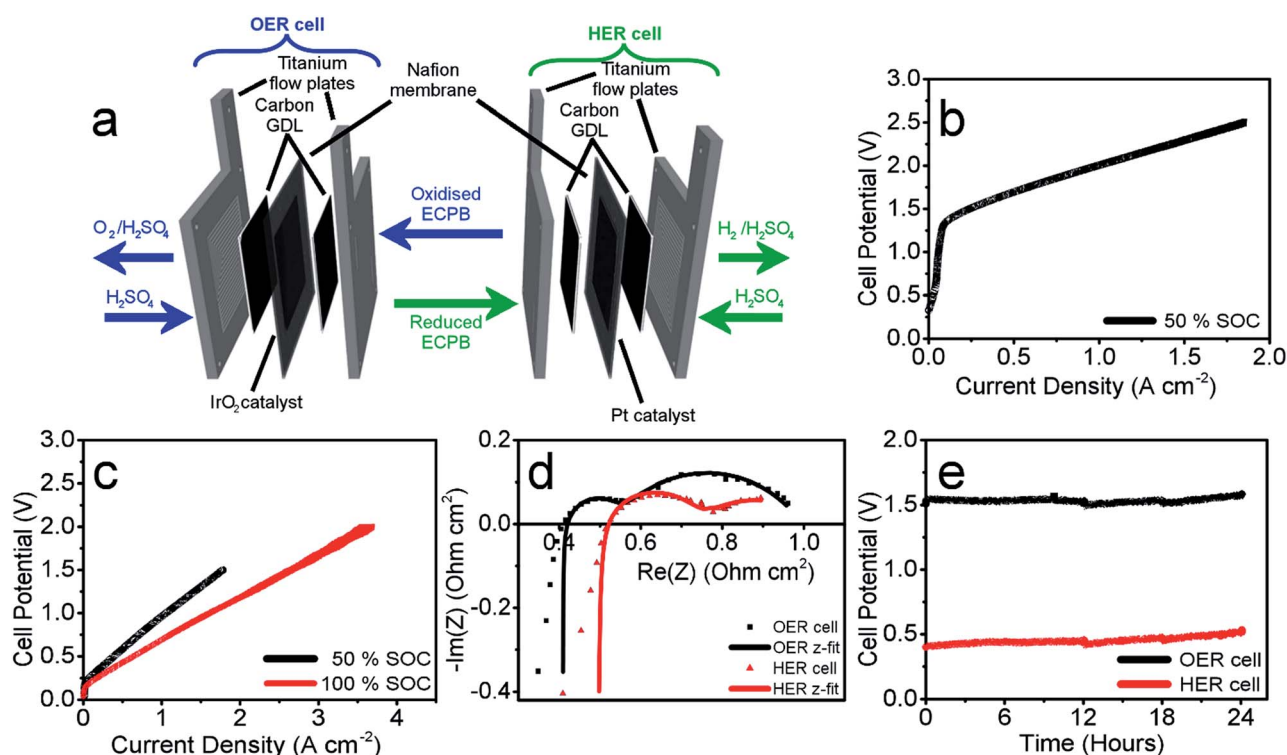 OER cell
HER cell
Titanium
flow plates
Nafion
membrane
Titanium
flow plates
Carbon
GDL
Carbon
GDL
a
Oxidised
ECPB
O₂/H₂SO₄
H₂/H₂SO₄
H₂SO₄
H₂SO₄
Reduced
ECPB
IrO₂catalyst
Pt catalyst
b
3.0
2.5
2.0
1.5
1.0
0.5
0.0
Cell Potential (V)
50 % SOC
0.0
0.5
1.0
1.5
2.0
Current Density (A cm⁻²)
c
3.0
2.5
2.0
1.5
1.0
0.5
0.0
Cell Potential (V)
50 % SOC
100 % SOC
0
1
2
3
4
Current Density (A cm⁻²)
d
0.2
0.0
-0.2
-0.4
-Im(Z) (Ohm cm²)
0.4
0.6
0.8
1.0
Re(Z) (Ohm cm²)
OER cell
OER z-fit
HER cell
HER z-fit
e
2.0
1.5
1.0
0.5
0.0
Cell Potential (V)
OER cell
HER cell
0
6
12
18
24
Time (Hours)